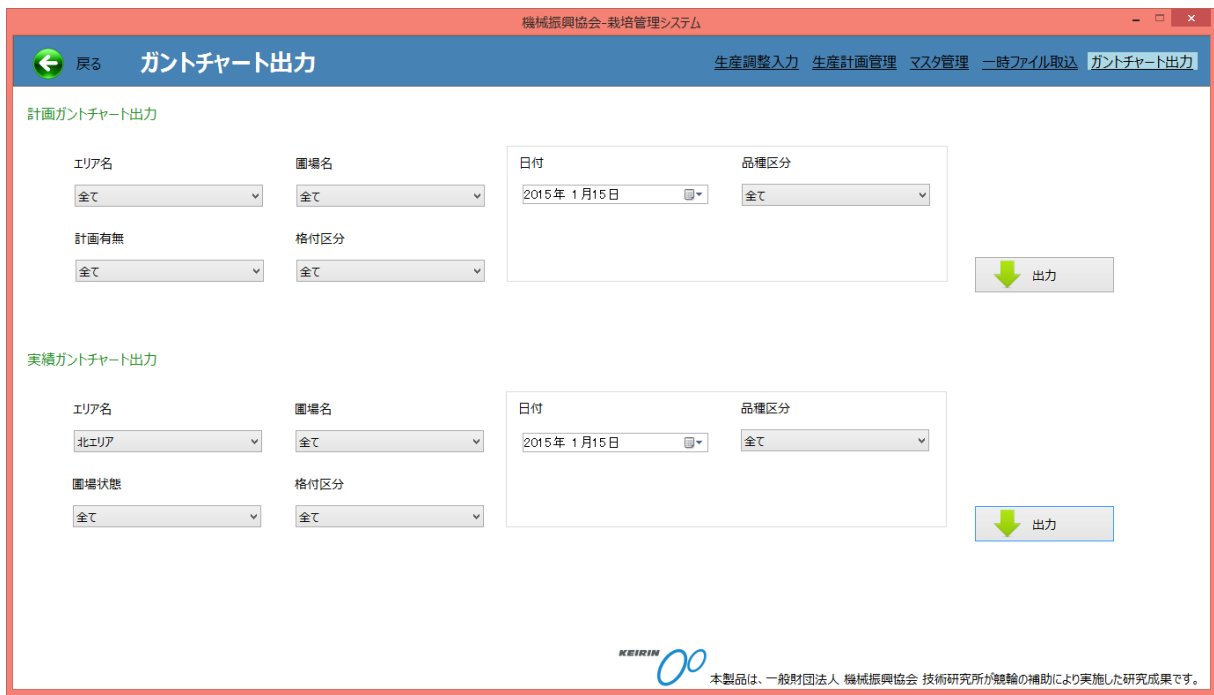 機械振興協会-栽培管理システム
戻る ガントチャート出力 生産調整入力 生産計画管理 マスタ管理 一時ファイル取込 ガントチャート出力
計画ガントチャート出力
エリア名 圃場名 日付 品種区分
全て 全て 2015年 1月15日 全て
計画有無 格付区分
全て 全て
出力
実績ガントチャート出力
エリア名 圃場名 日付 品種区分
北エリア 全て 2015年 1月15日 全て
圃場状態 格付区分
全て 全て
出力
KEIRIN
本製品は、一般財団法人 機械振興協会 技術研究所が競輪の補助により実施した研究成果です。